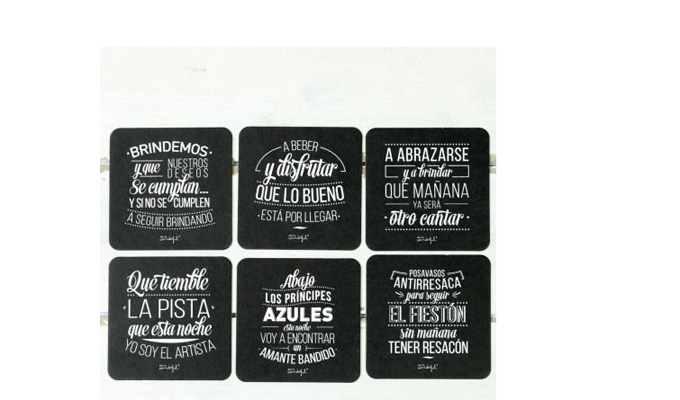 BRINDEMOS
y que NUESTROS DESEOS
Se cumplan...
Y SI NO SE CUMPLEN
A SEGUIR BRINDANDO
A BEBER
y disfrutar
QUE LO BUENO
ESTÁ POR LLEGAR
A ABRAZARSE
y a brindar
QUE MAÑANA
YA SERÁ
otro cantar
Que tiemble
LA PISTA
que esta noche
YO SOY EL ARTISTA
Abajo
LOS PRÍNCIPES
AZULES
esta noche
VOY A ENCONTRAR
un
AMANTE BANDIDO
POSAVASOS
ANTIRRESACA
para seguir
EL FIESTÓN
sin mañana
TENER RESACÓN